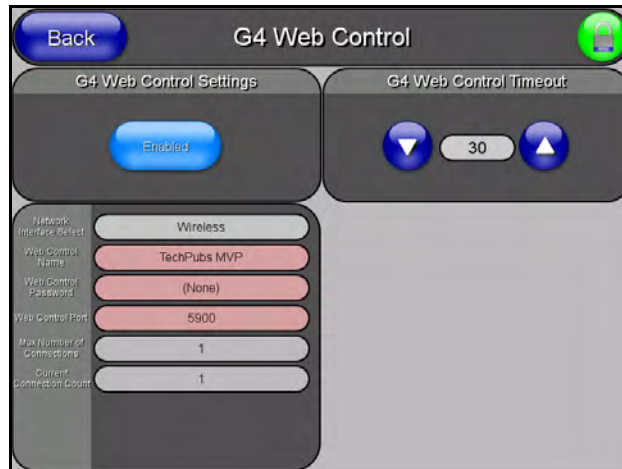 Back
G4 Web Control
G4 Web Control Settings
G4 Web Control Timeout
Enabled
30
Network
Interface Select
Wireless
Web Control
Name
TechPubs MVP
Web Control
Password
(None)
Web Control Port
5900
Max Number of
Connections
1
Current
Connection Count
1